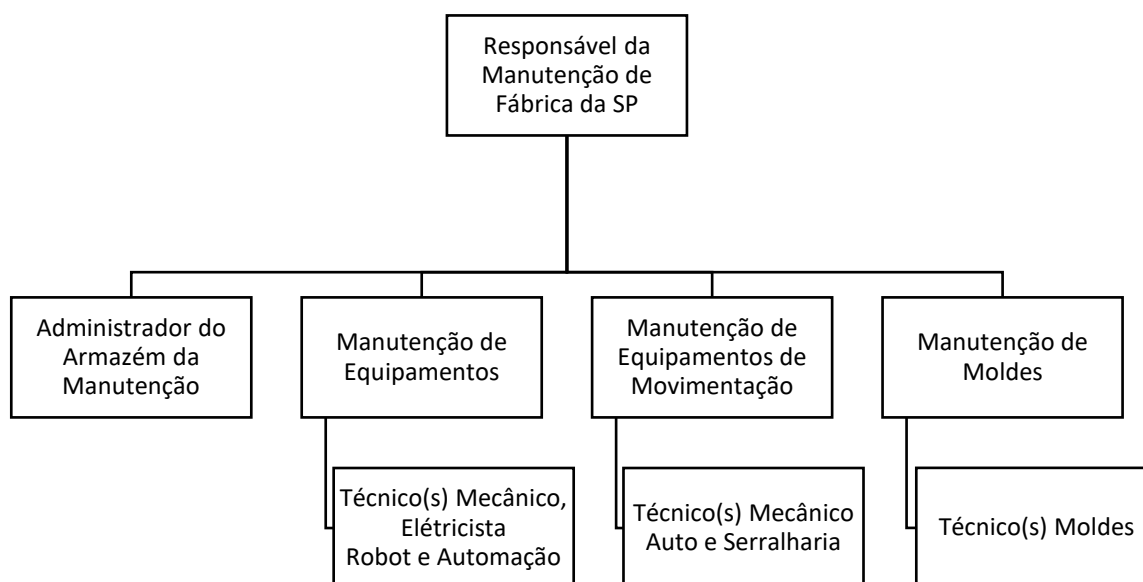 Responsável da
Manutenção de
Fábrica da SP
Administrador do
Armazém da
Manutenção
Manutenção de
Equipamentos
Manutenção de
Equipamentos de
Movimentação
Manutenção de
Moldes
Técnico(s) Mecânico,
Elétricista
Robot e Automação
Técnico(s) Mecânico
Auto e Serralharia
Técnico(s) Moldes